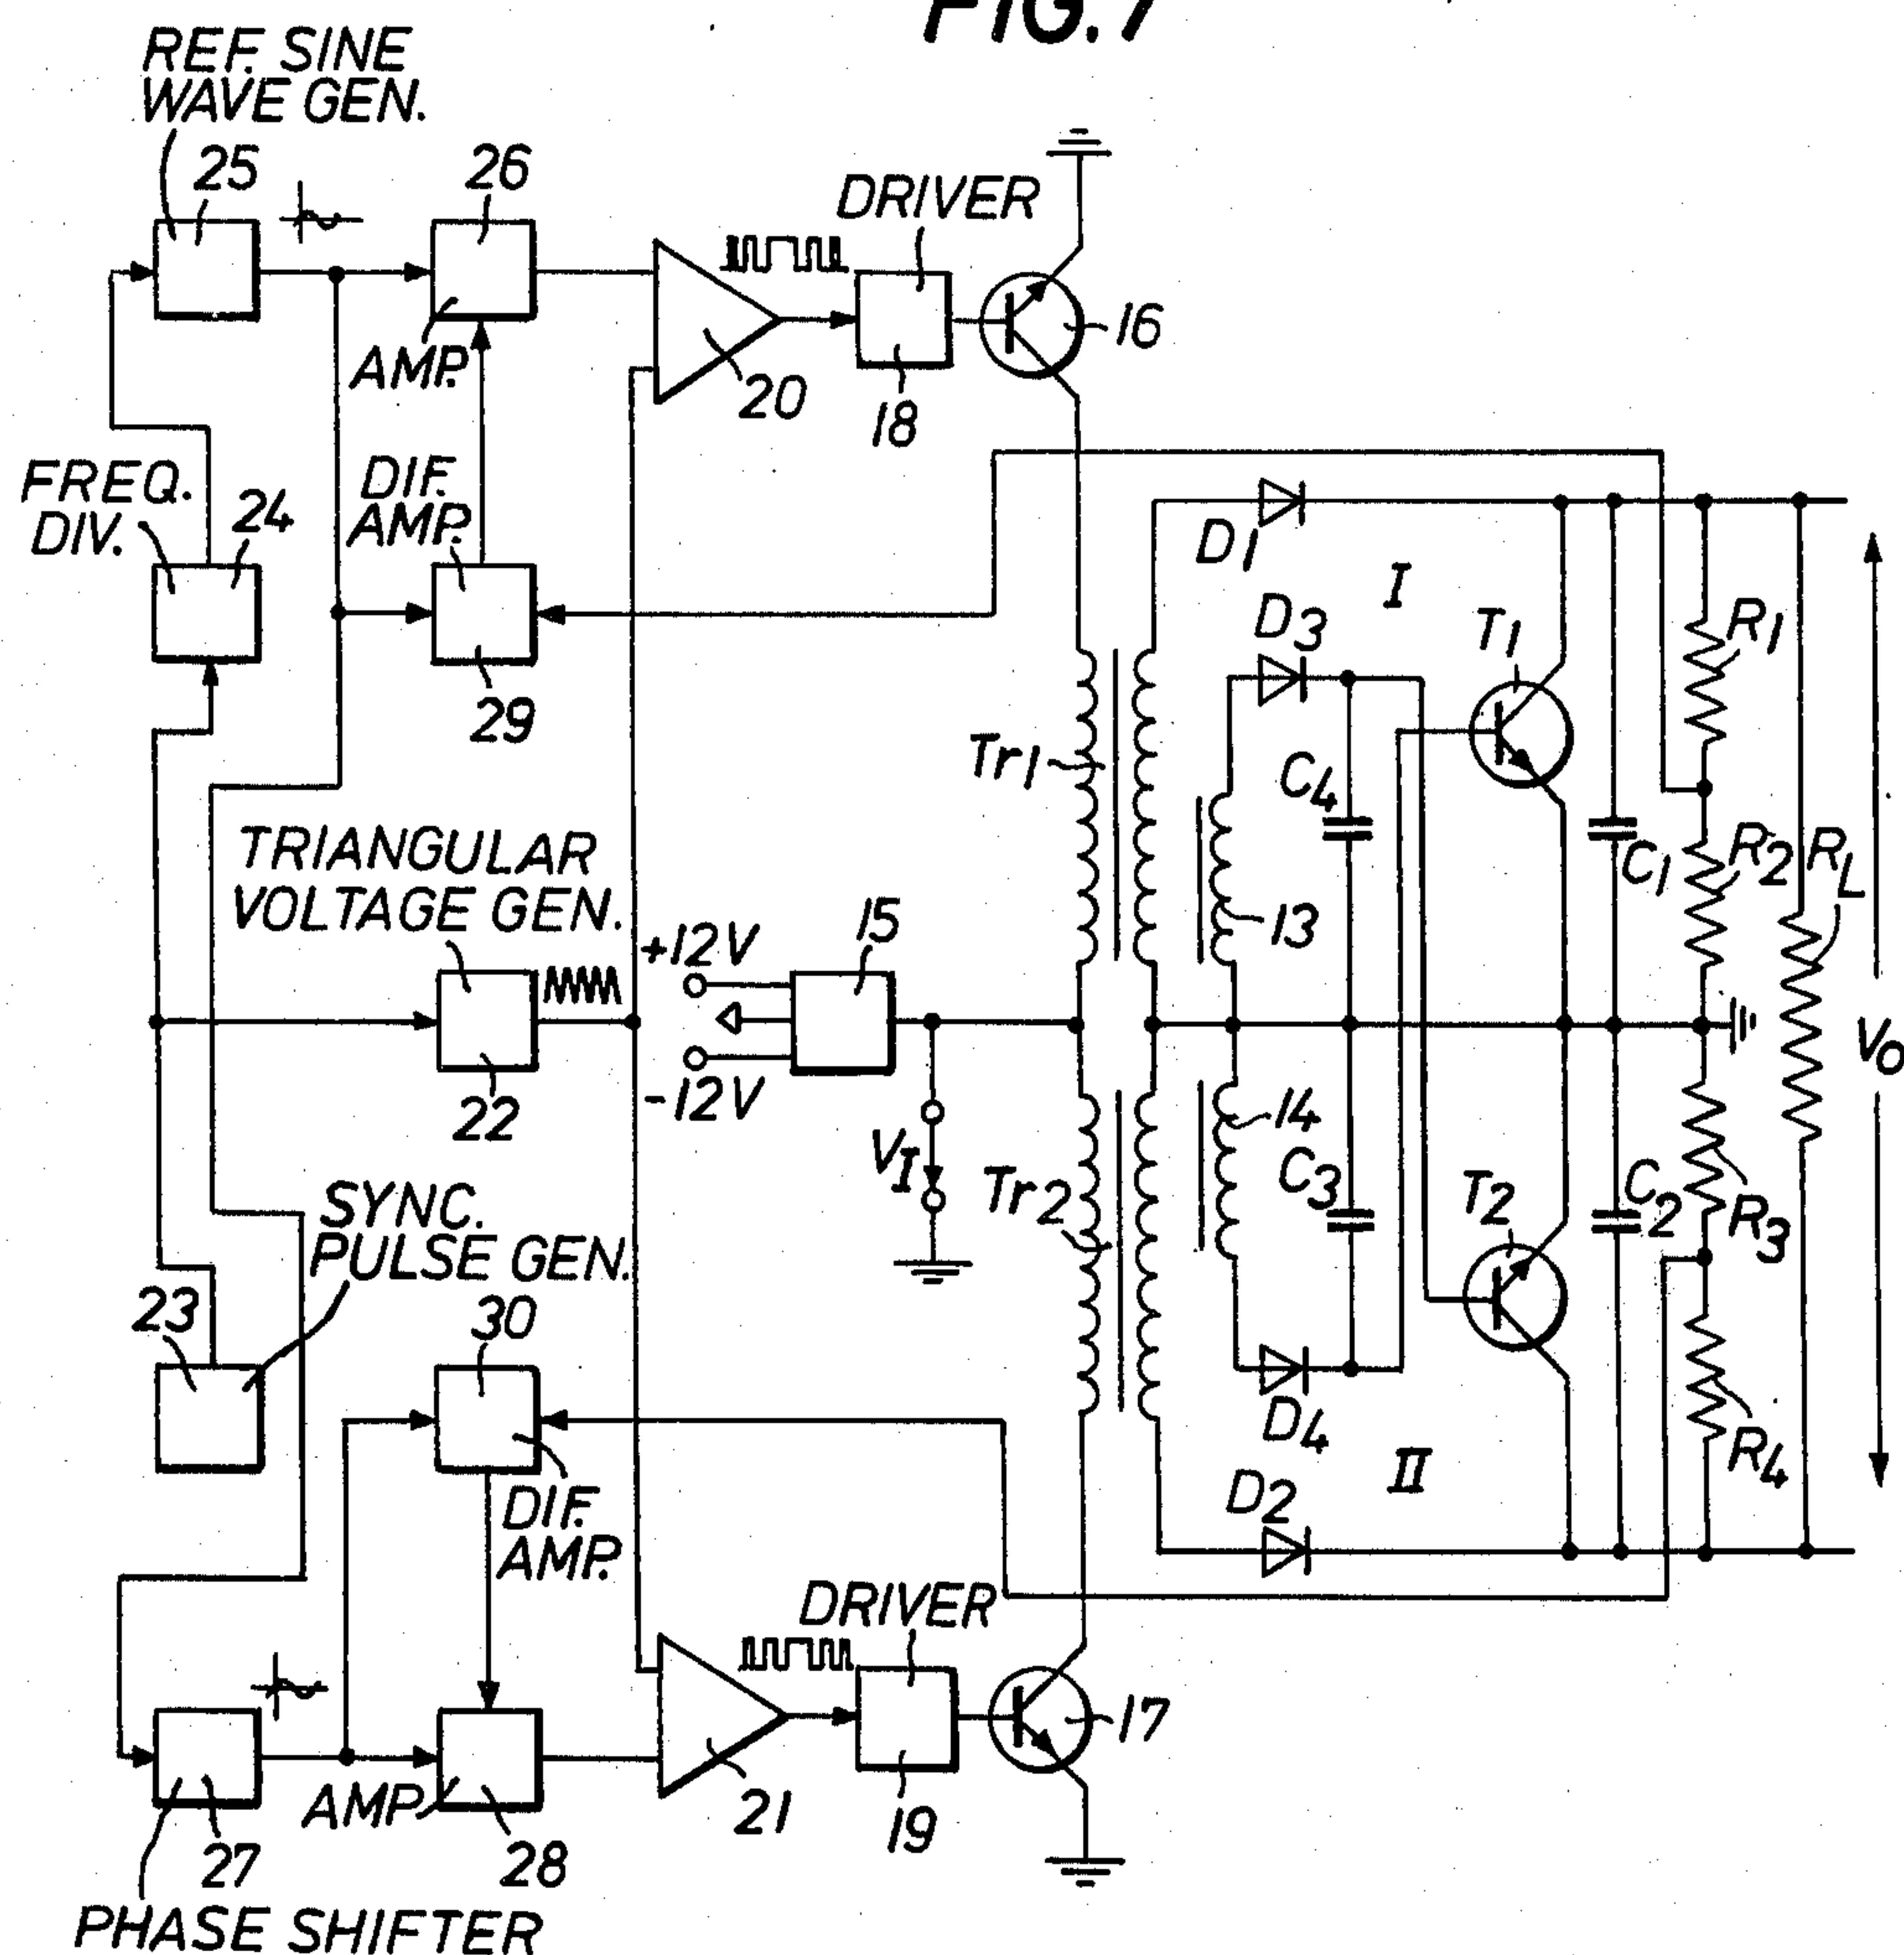 FIG. 7
REF. SINE
WAVE GEN.
25
26
DRIVER
AMP.
20
18
16
FREQ.
DIV.
24
DIF.
AMP.
29
D1
I
D3
T1
R1
Tr1
C4
13
C1
R2
RL
TRIANGULAR
VOLTAGE GEN.
22
+12V
-12V
15
VI
Vo
14
Tr2
C3
T2
C2
R3
SYNC.
PULSE GEN.
23
30
DIF.
AMP.
D4
II
R4
D2
DRIVER
21
19
17
AMP.
27
28
PHASE SHIFTER